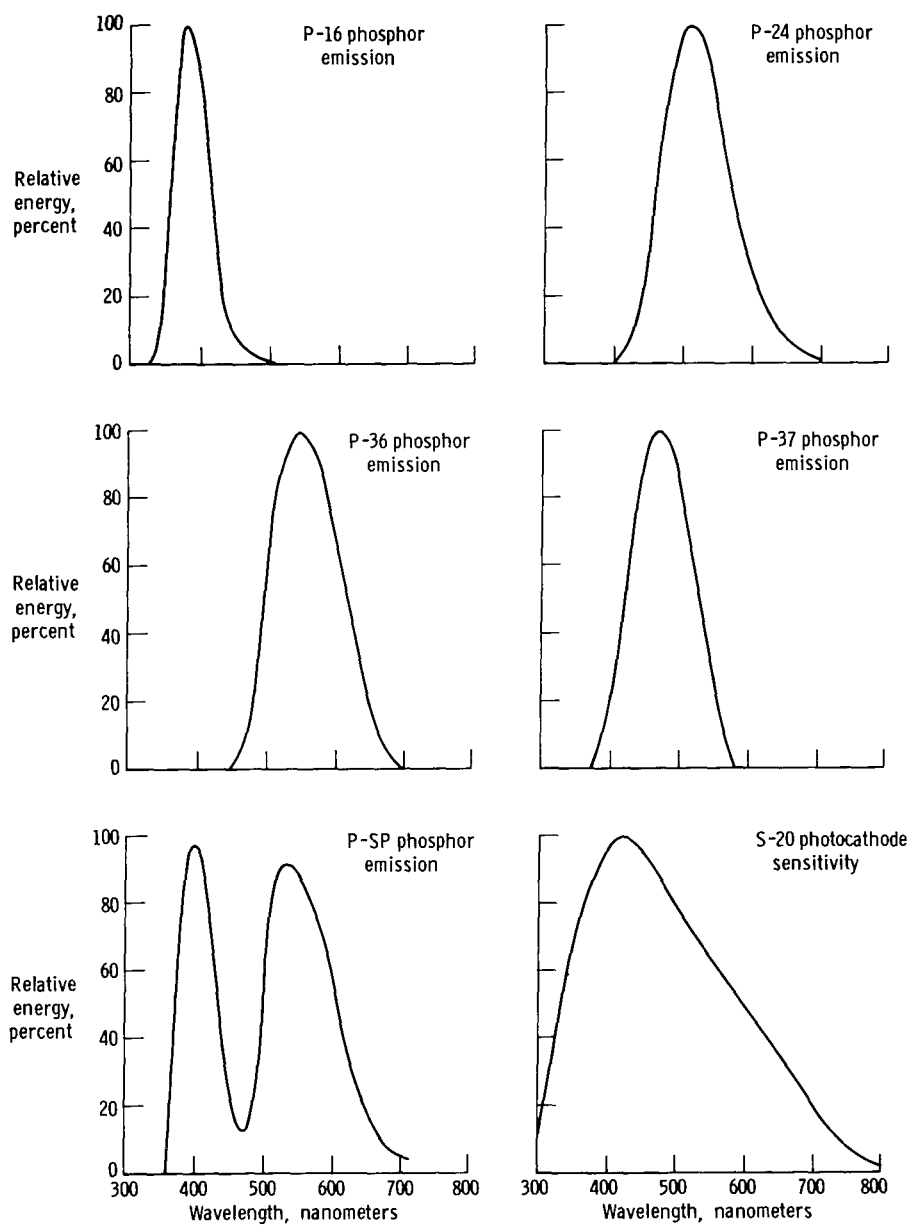 P-16 phosphor
emission
100
80
60
40
20
0
Relative
energy,
percent
P-24 phosphor
emission
P-36 phosphor
emission
100
80
60
40
20
0
Relative
energy,
percent
P-37 phosphor
emission
P-SP phosphor
emission
100
80
60
40
20
0
Relative
energy,
percent
300 400 500 600 700 800
Wavelength, nanometers
S-20 photocathode
sensitivity
300 400 500 600 700 800
Wavelength, nanometers